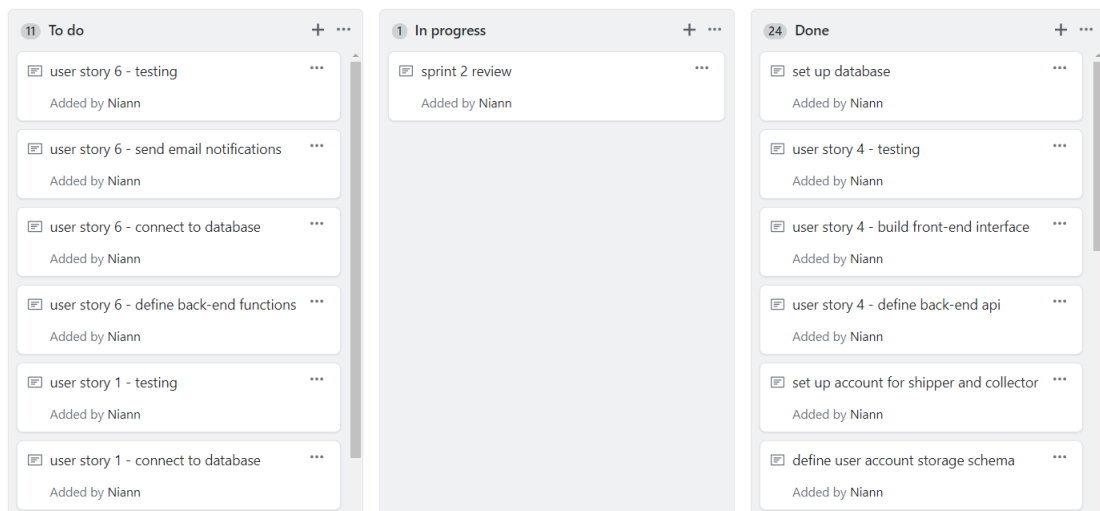 11 To do
user story 6 - testing
Added by Niann
user story 6 - send email notifications
Added by Niann
user story 6 - connect to database
Added by Niann
user story 6 - define back-end functions
Added by Niann
user story 1 - testing
Added by Niann
user story 1 - connect to database
Added by Niann
1 In progress
sprint 2 review
Added by Niann
24 Done
set up database
Added by Niann
user story 4 - testing
Added by Niann
user story 4 - build front-end interface
Added by Niann
user story 4 - define back-end api
Added by Niann
set up account for shipper and collector
Added by Niann
define user account storage schema
Added by Niann